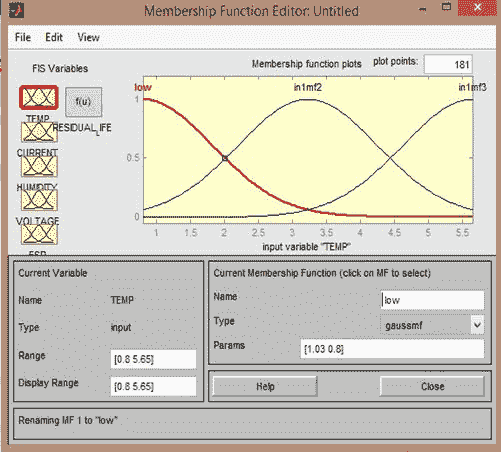 Membership Function Editor: Untitled
File Edit View
FIS Variables
Membership function plots plot points: 181
f(u)
TEMP
RESIDUAL
CURRENT
HUMIDITY
VOLTAGE
ESR
low in1mf2 in1mf3
1
0.5
0
1 1.5 2 2.5 3 3.5 4 4.5 5 5.5
input variable "TEMP"
Current Variable
Name TEMP
Type input
Range [0.8 5.65]
Display Range [0.8 5.65]
Current Membership Function (click on MF to select)
Name low
Type gaussmf
Params [1.03 0.8]
Help Close
Renaming MF 1 to "low"